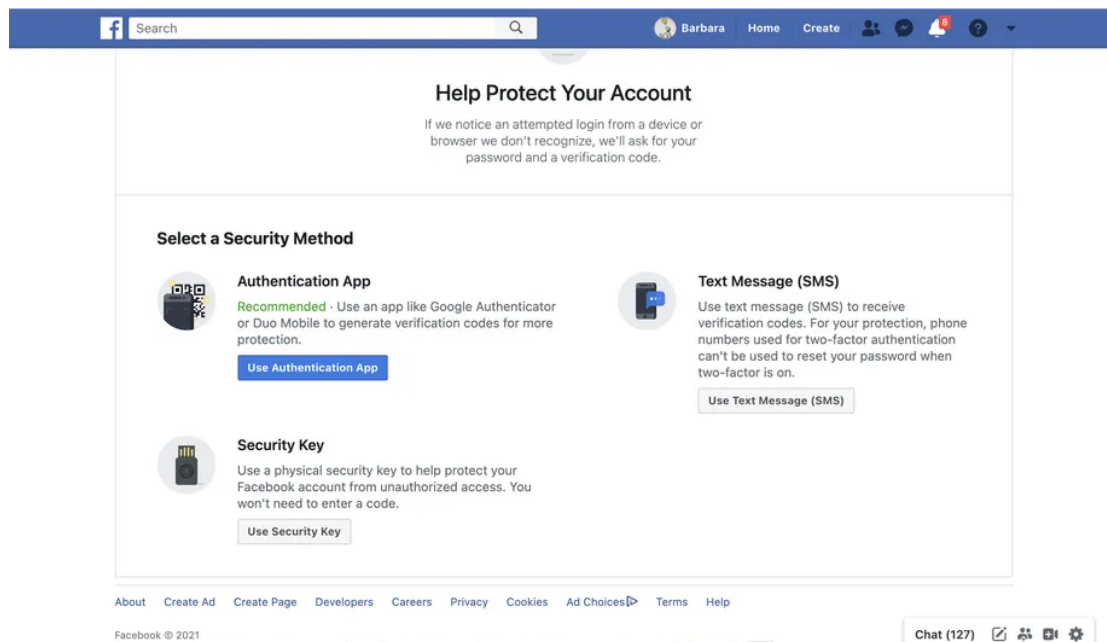 f Search Barbara Home Create 8 ?
Help Protect Your Account
If we notice an attempted login from a device or
browser we don't recognize, we'll ask for your
password and a verification code.
Select a Security Method
Authentication App
Recommended · Use an app like Google Authenticator
or Duo Mobile to generate verification codes for more
protection.
Use Authentication App
Text Message (SMS)
Use text message (SMS) to receive
verification codes. For your protection, phone
numbers used for two-factor authentication
can't be used to reset your password when
two-factor is on.
Use Text Message (SMS)
Security Key
Use a physical security key to help protect your
Facebook account from unauthorized access. You
won't need to enter a code.
Use Security Key
About Create Ad Create Page Developers Careers Privacy Cookies Ad Choices Terms Help
Facebook © 2021
Chat (127)